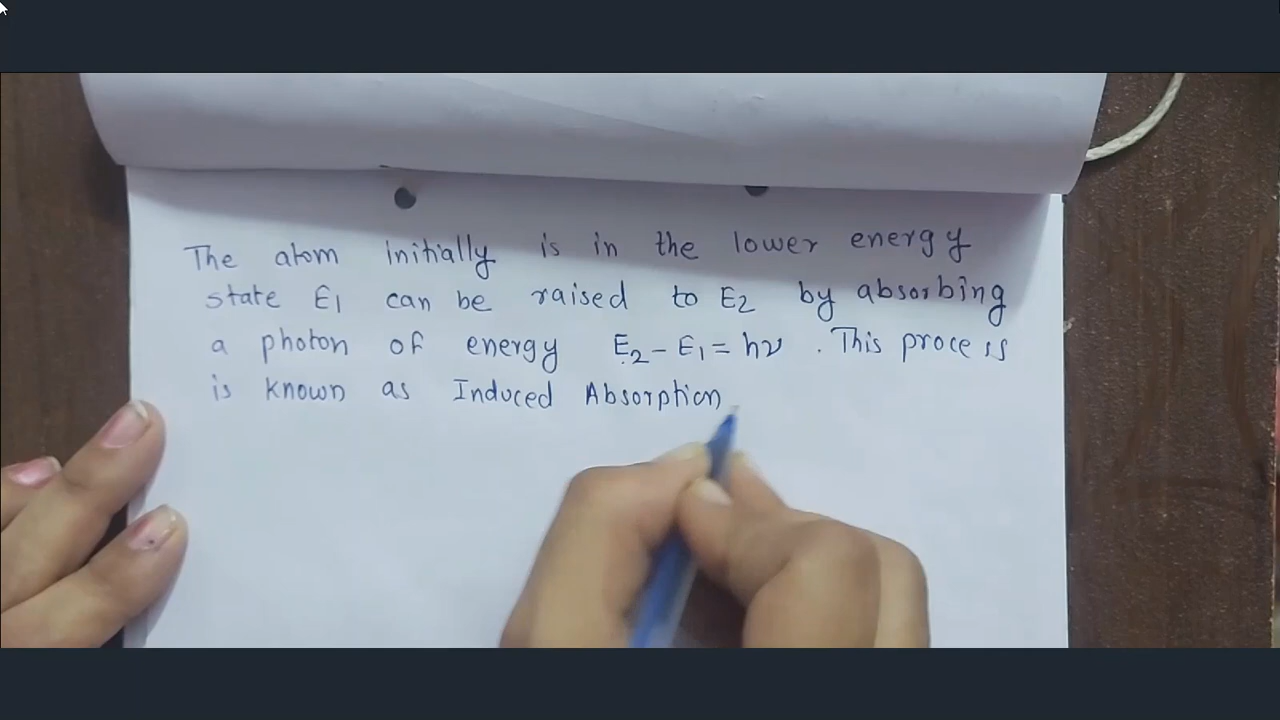 The atom initially is in the lower energy
state E1 can be raised to E2 by absorbing
a photon of energy E2 - E1 = hν . This process
is known as Induced Absorption